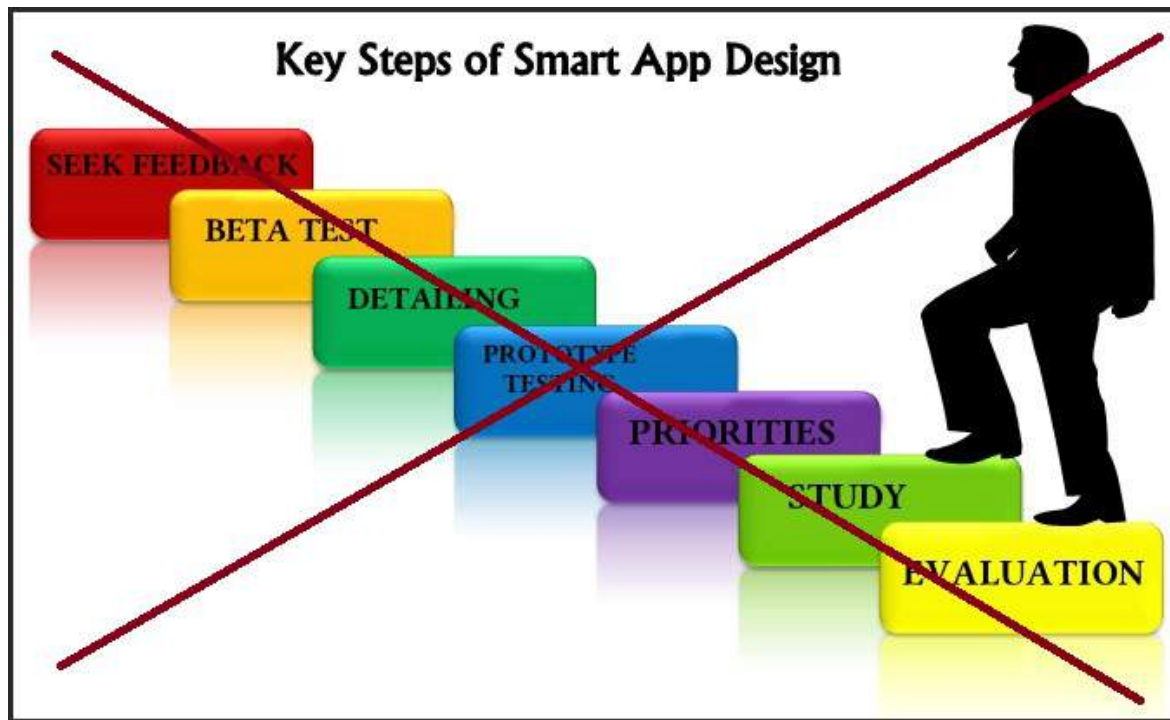 Key Steps of Smart App Design
SEEK FEEDBACK
BETA TEST
DETAILING
PROTOTYPE
TESTING
PRIORITIES
STUDY
EVALUATION